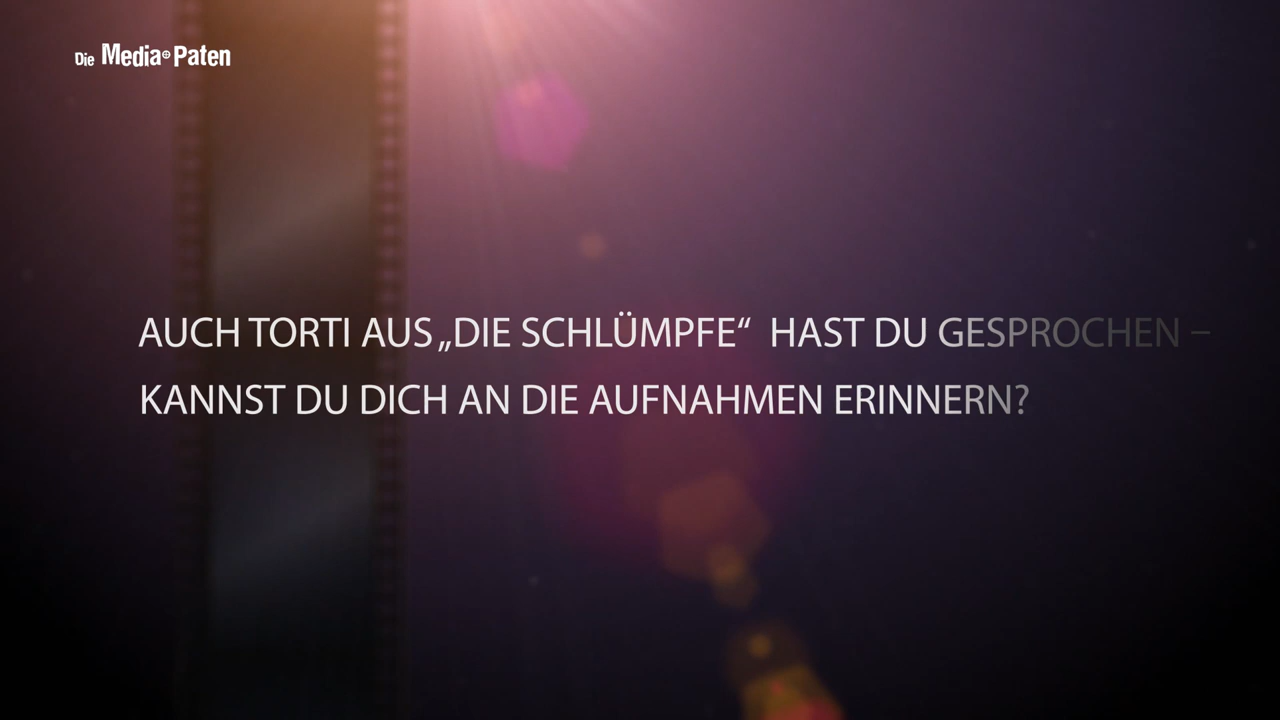 Die Media Paten
AUCH TORTI AUS „DIE SCHLÜMPFE“ HAST DU GESPROCHEN –
KANNST DU DICH AN DIE AUFNAHMEN ERINNERN?